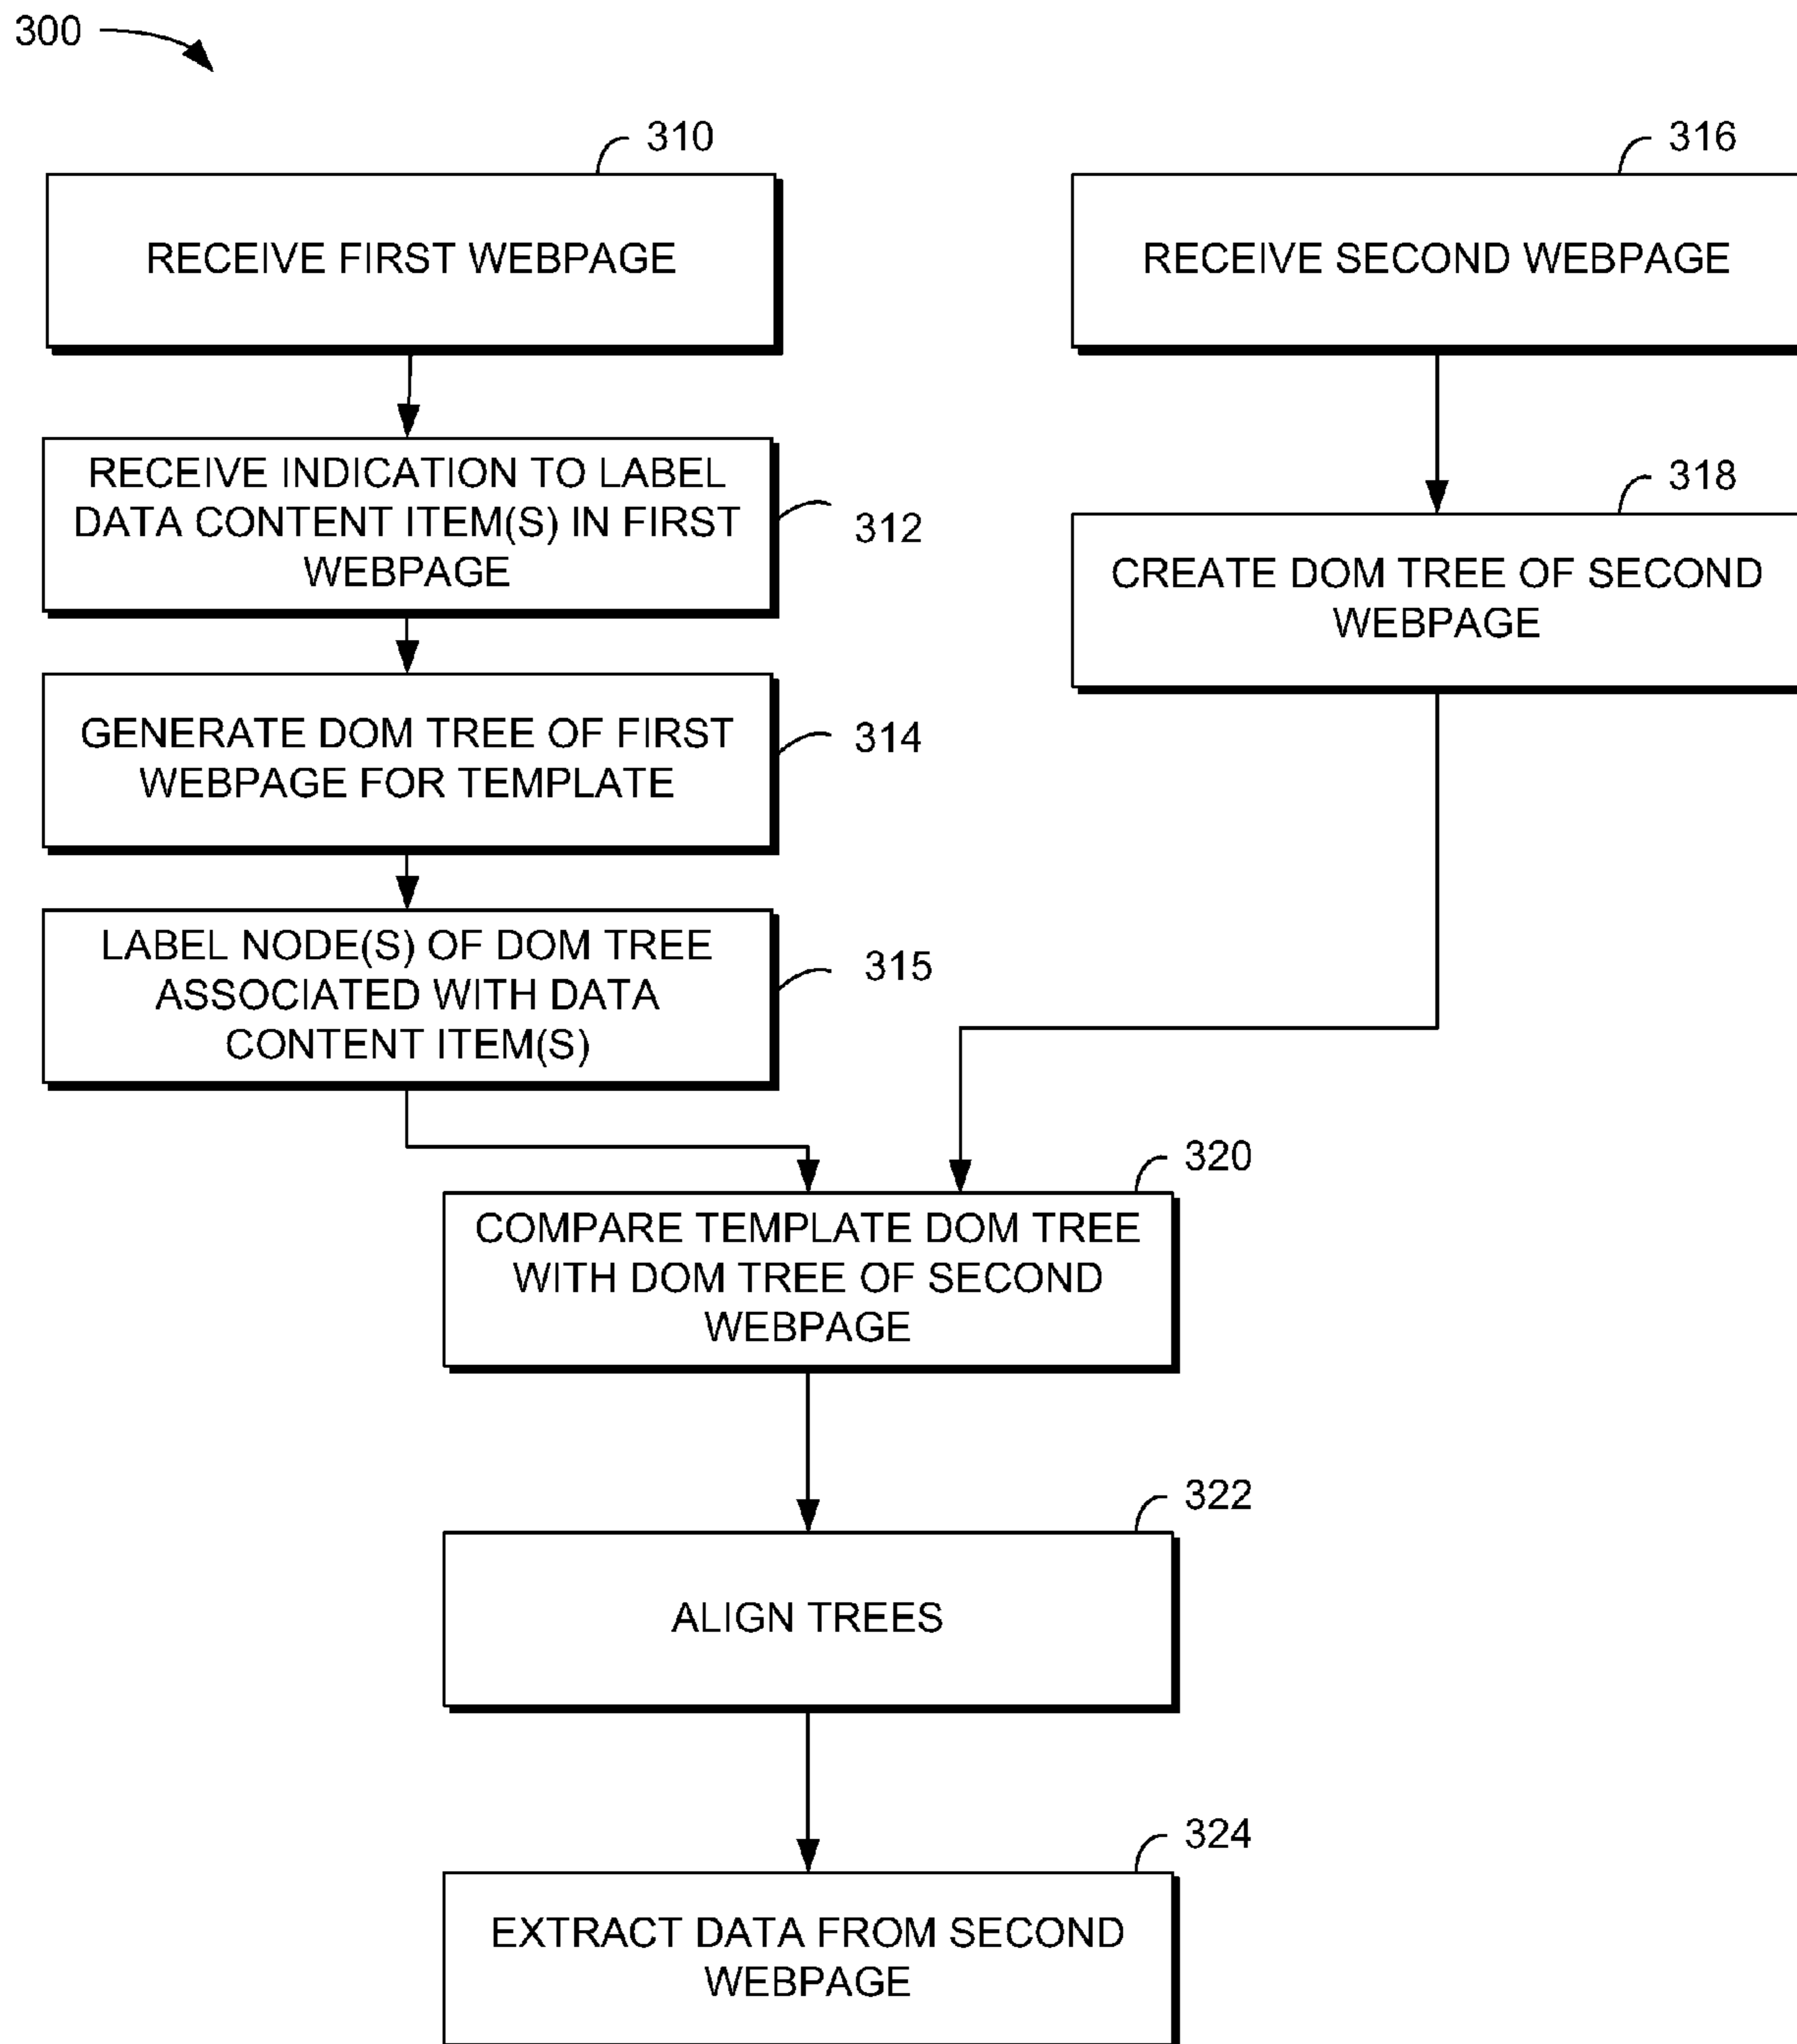 300
310
RECEIVE FIRST WEBPAGE
316
RECEIVE SECOND WEBPAGE
RECEIVE INDICATION TO LABEL
DATA CONTENT ITEM(S) IN FIRST
WEBPAGE
312
318
CREATE DOM TREE OF SECOND
WEBPAGE
GENERATE DOM TREE OF FIRST
WEBPAGE FOR TEMPLATE
314
LABEL NODE(S) OF DOM TREE
ASSOCIATED WITH DATA
CONTENT ITEM(S)
315
320
COMPARE TEMPLATE DOM TREE
WITH DOM TREE OF SECOND
WEBPAGE
322
ALIGN TREES
324
EXTRACT DATA FROM SECOND
WEBPAGE